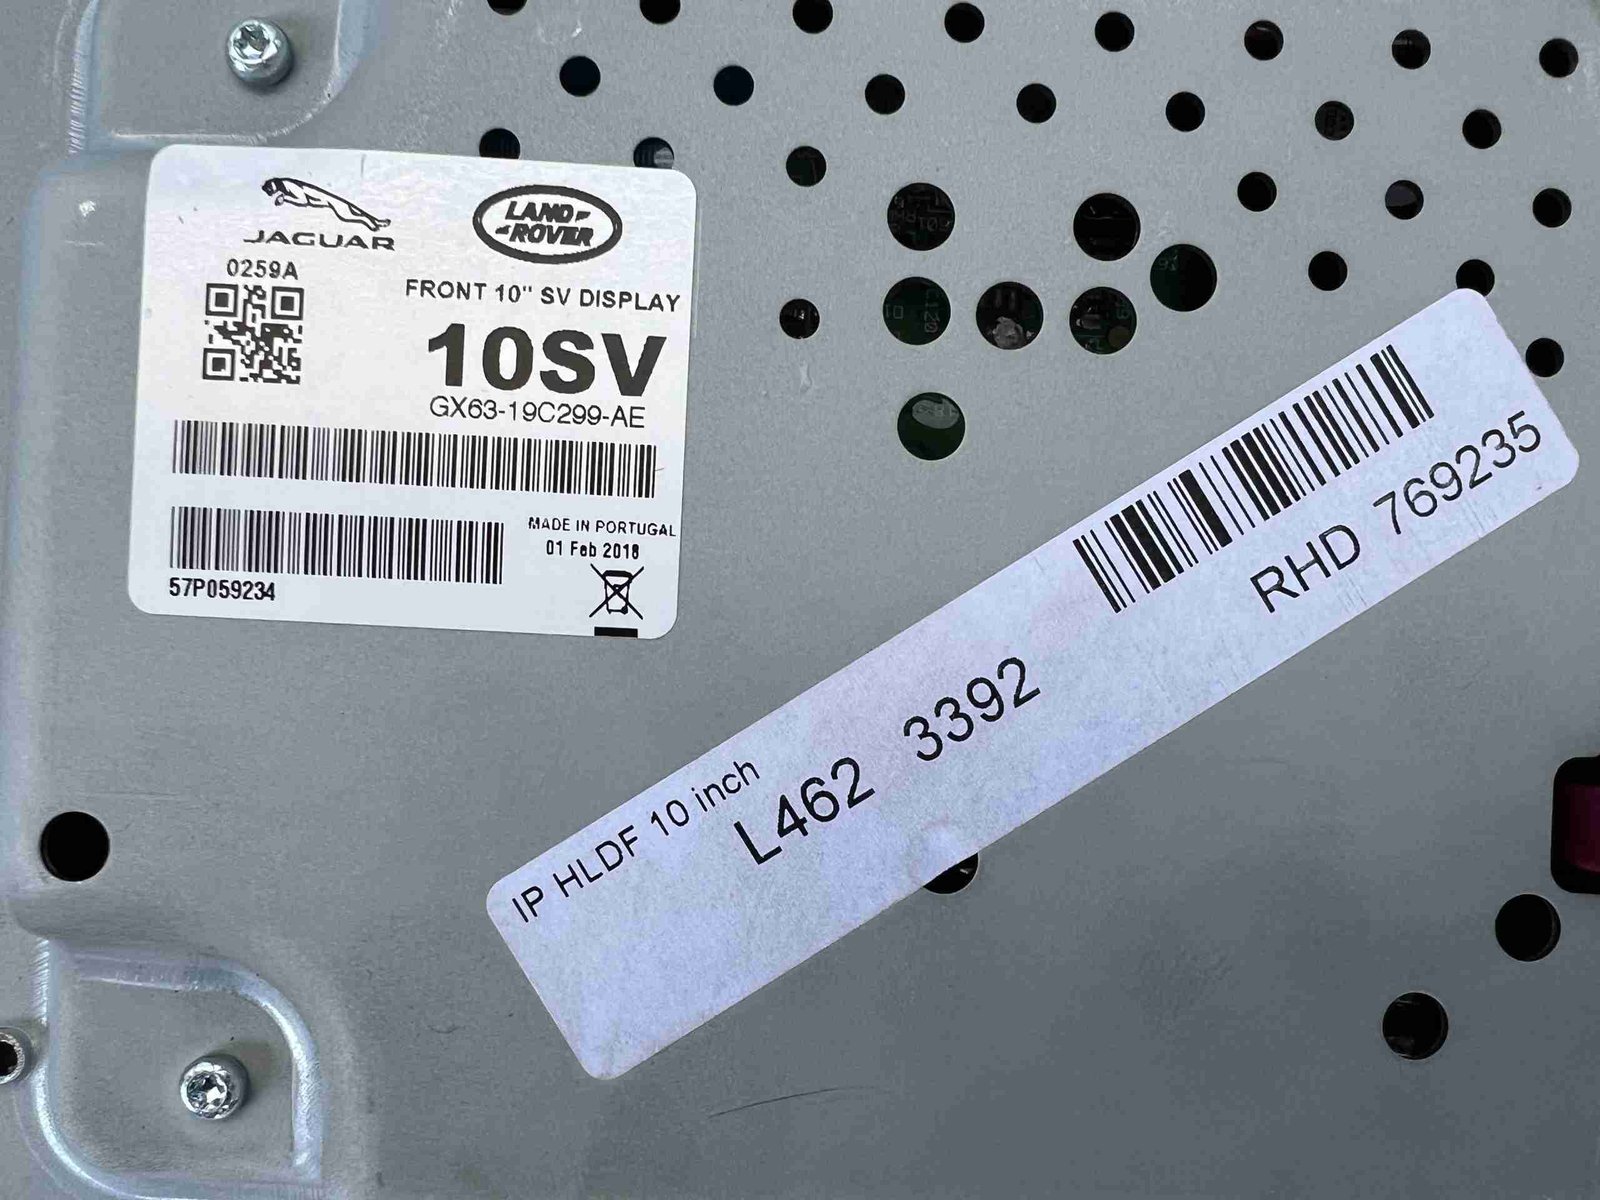 JAGUAR
LAND ROVER
0259A
FRONT 10" SV DISPLAY
10SV
GX63-19C299-AE
MADE IN PORTUGAL
01 Feb 2018
57P059234
RHD 769235
L462 3392
IP HLDF 10 inch